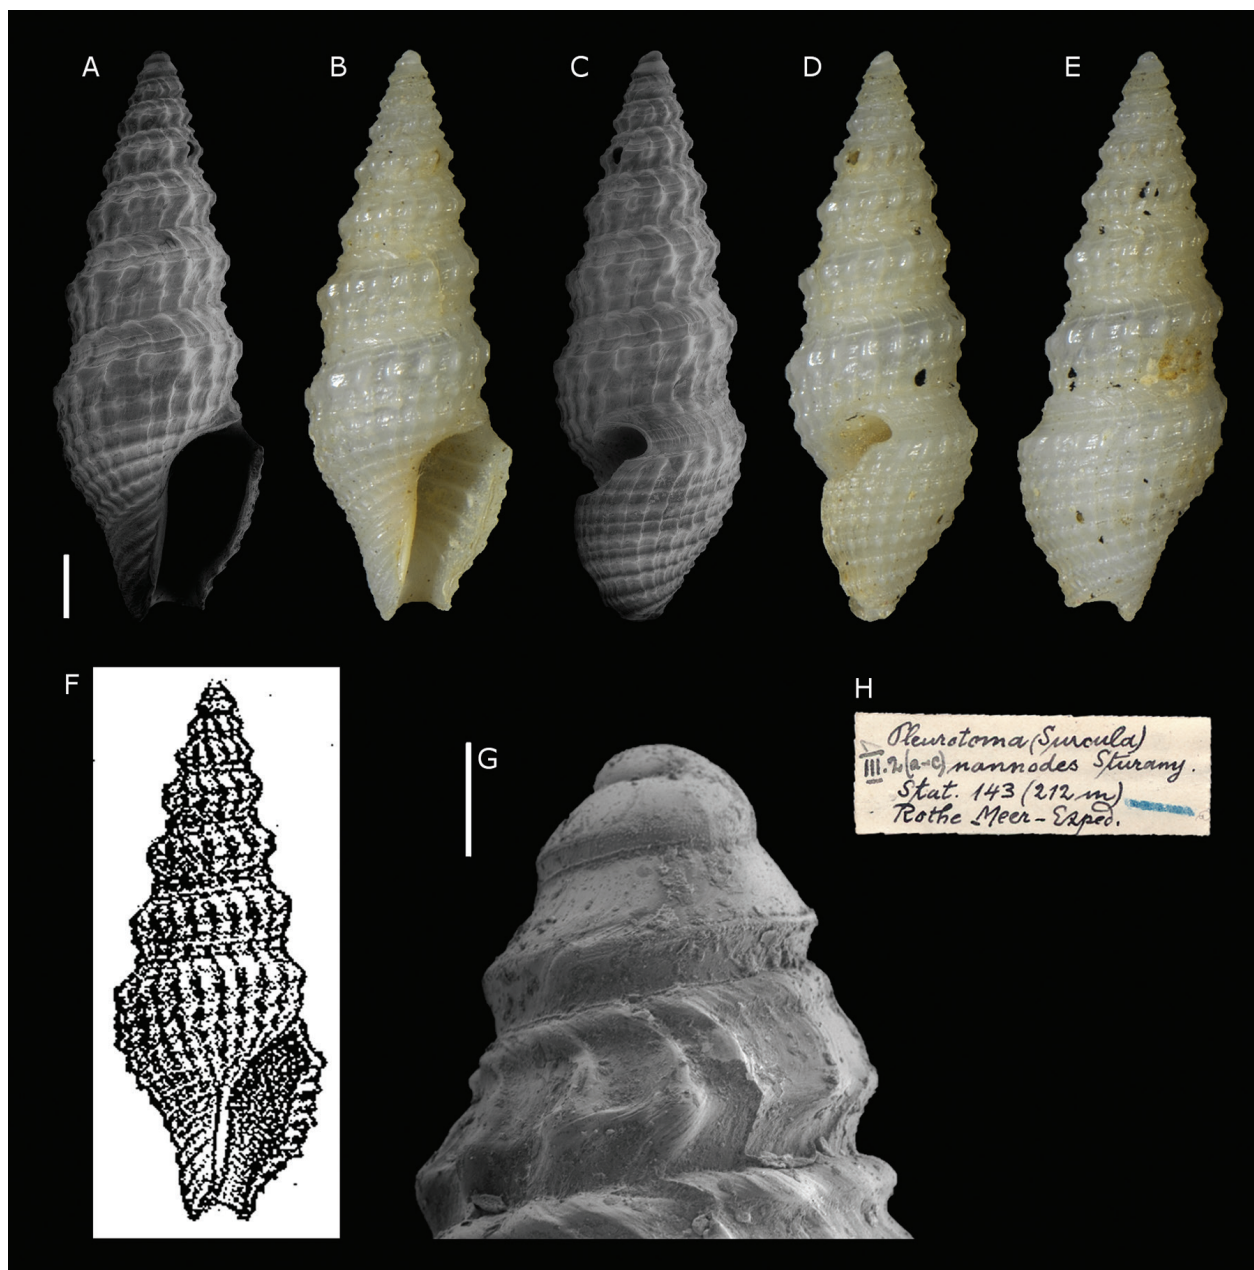 A
B
C
D
E
F
G
H
Pleurotoma (Surcula)
III.2(a-c) nannodes Sturany.
Stat. 143 (212 m)
Rothe Meer-Exped.